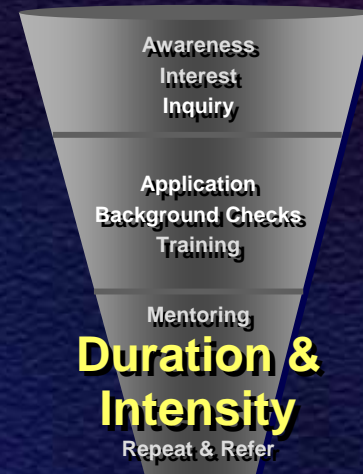 Awareness
Interest
Inquiry
Application
Background Checks
Training
Mentoring
Duration &
Intensity
Repeat & Refer